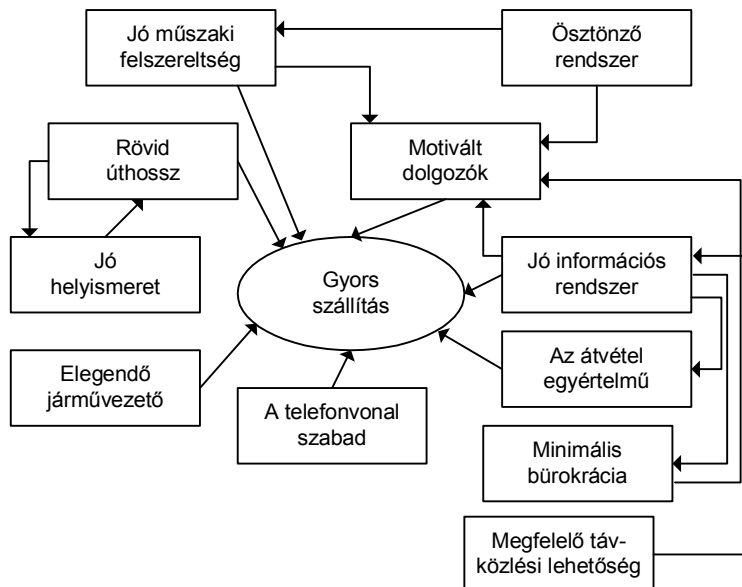 Jó műszaki
felszereltség
Ösztönző
rendszer
Rövid
úthossz
Motivált
dolgozók
Jó
helyismeret
Gyors
szállítás
Jó információs
rendszer
Elegendő
járművezető
A telefonvonal
szabad
Az átvétel
egyértelmű
Minimális
bürokrácia
Megfelelő táv-
közlési lehetőség